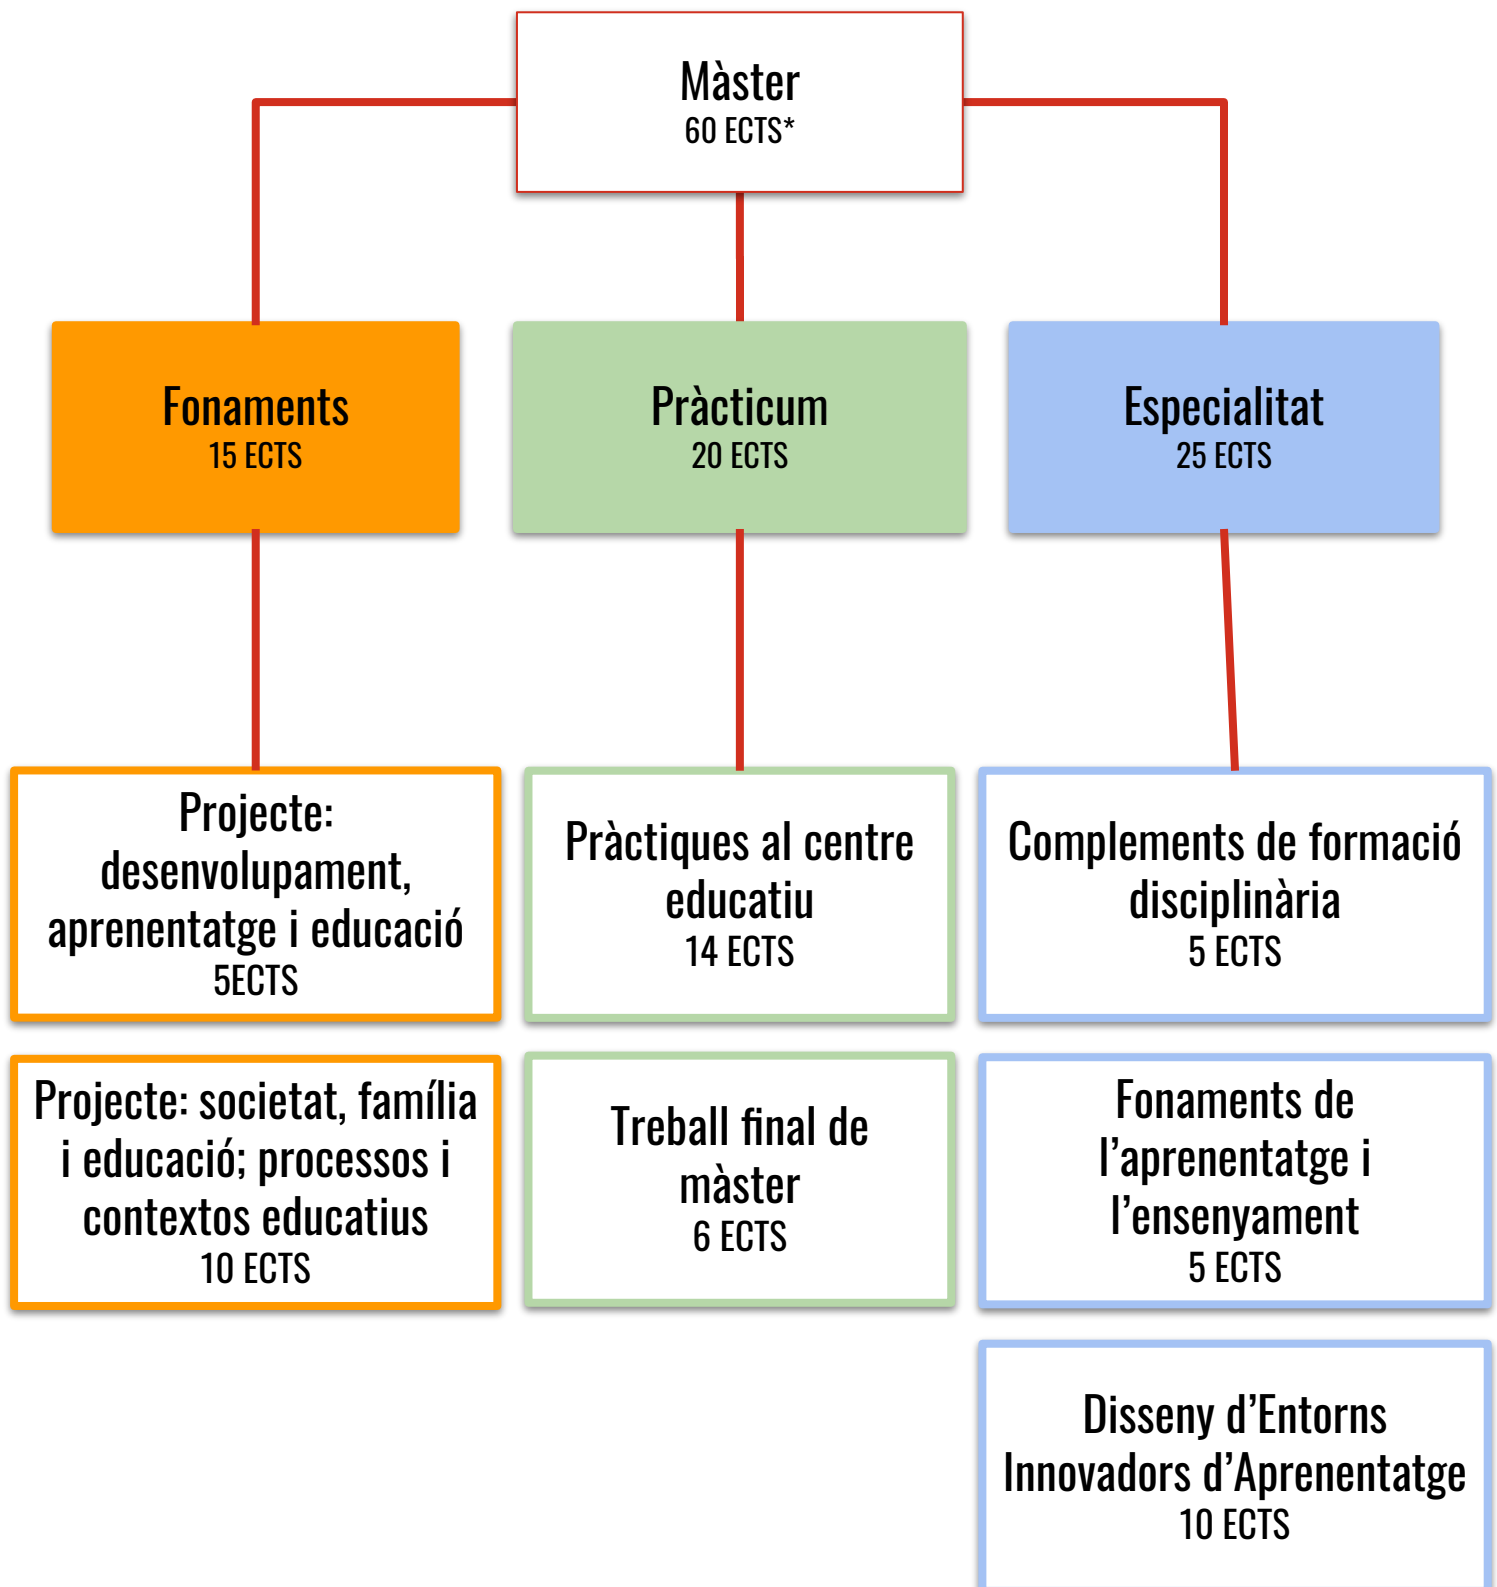 Màster
60 ECTS*
Fonaments
15 ECTS
Pràcticum
20 ECTS
Especialitat
25 ECTS
Projecte:
desenvolupament,
aprenentatge i educació
5ECTS
Pràctiques al centre
educatiu
14 ECTS
Complements de formació
disciplinària
5 ECTS
Projecte: societat, família
i educació; processos i
contextos educatius
10 ECTS
Treball final de
màster
6 ECTS
Fonaments de
l’aprenentatge i
l’ensenyament
5 ECTS
Disseny d’Entorns
Innovadors d’Aprenentatge
10 ECTS